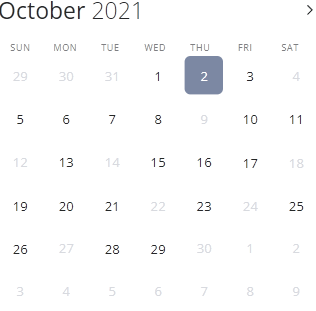 October 2021
SUN MON TUE WED THU FRI SAT
29 30 31 1 2 3 4
5 6 7 8 9 10 11
12 13 14 15 16 17 18
19 20 21 22 23 24 25
26 27 28 29 30 1 2
3 4 5 6 7 8 9